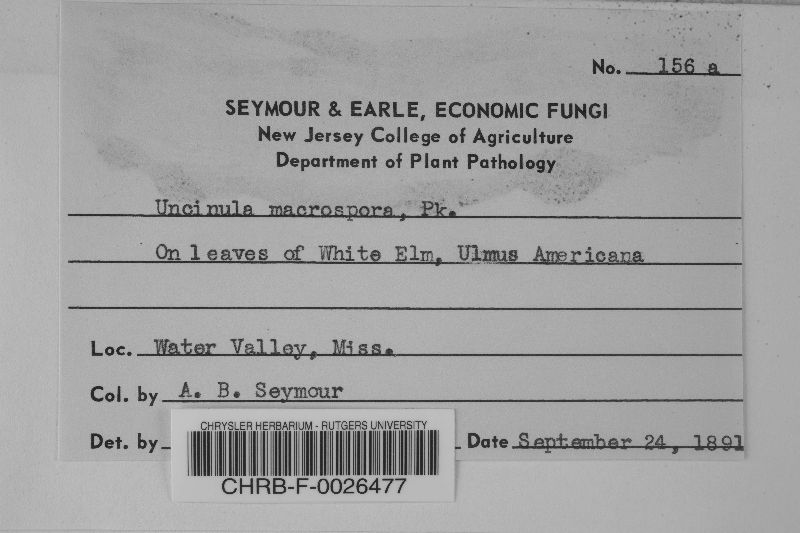 No. 156 a
SEYMOUR & EARLE, ECONOMIC FUNGI
New Jersey College of Agriculture
Department of Plant Pathology
Uncinula macrospora, Pk.
On leaves of White Elm, Ulmus Americana
Loc. Water Valley, Miss.
Col. by A. B. Seymour
Det. by
Date September 24, 1891
CHRYSLER HERBARIUM - RUTGERS UNIVERSITY
CHRB-F-0026477